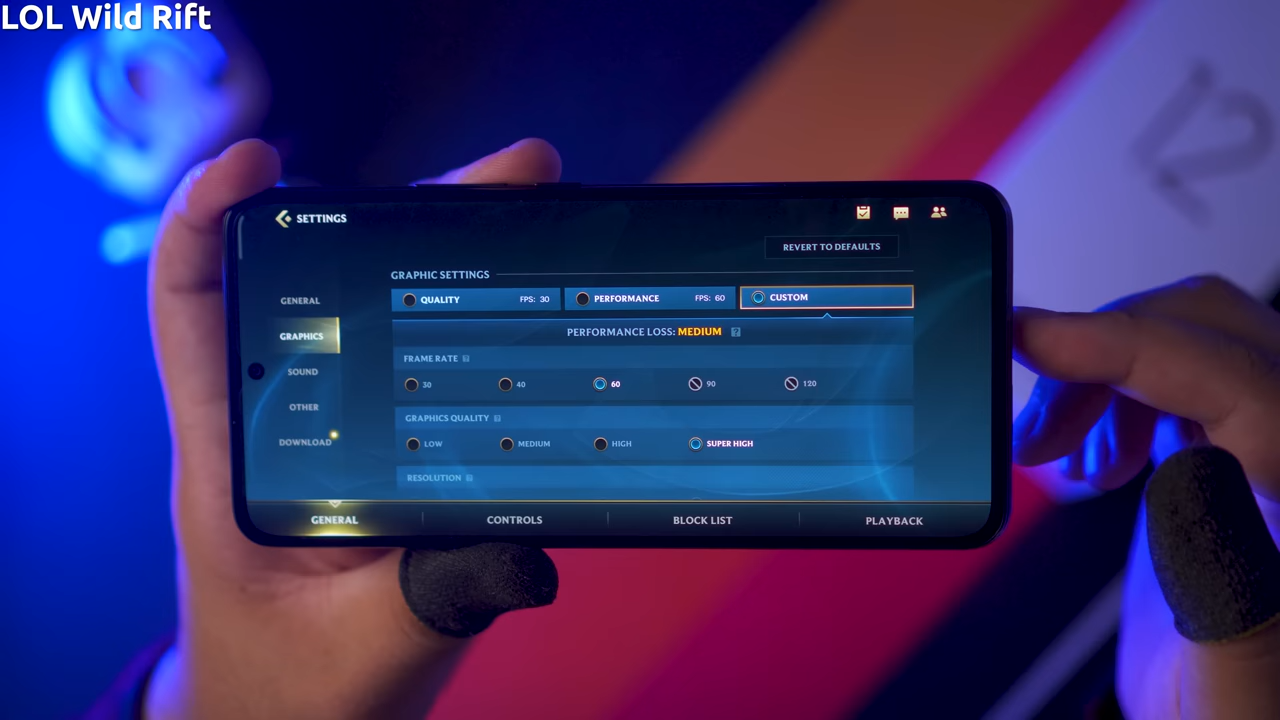 LOL Wild Rift
SETTINGS
REVERT TO DEFAULTS
GRAPHIC SETTINGS
QUALITY FPS: 30 PERFORMANCE FPS: 60 CUSTOM
PERFORMANCE LOSS: MEDIUM ?
FRAME RATE ?
30 40 60 90 120
GRAPHICS QUALITY ?
LOW MEDIUM HIGH SUPER HIGH
RESOLUTION ?
GENERAL
GRAPHICS
SOUND
OTHER
DOWNLOAD
GENERAL CONTROLS BLOCK LIST PLAYBACK
12